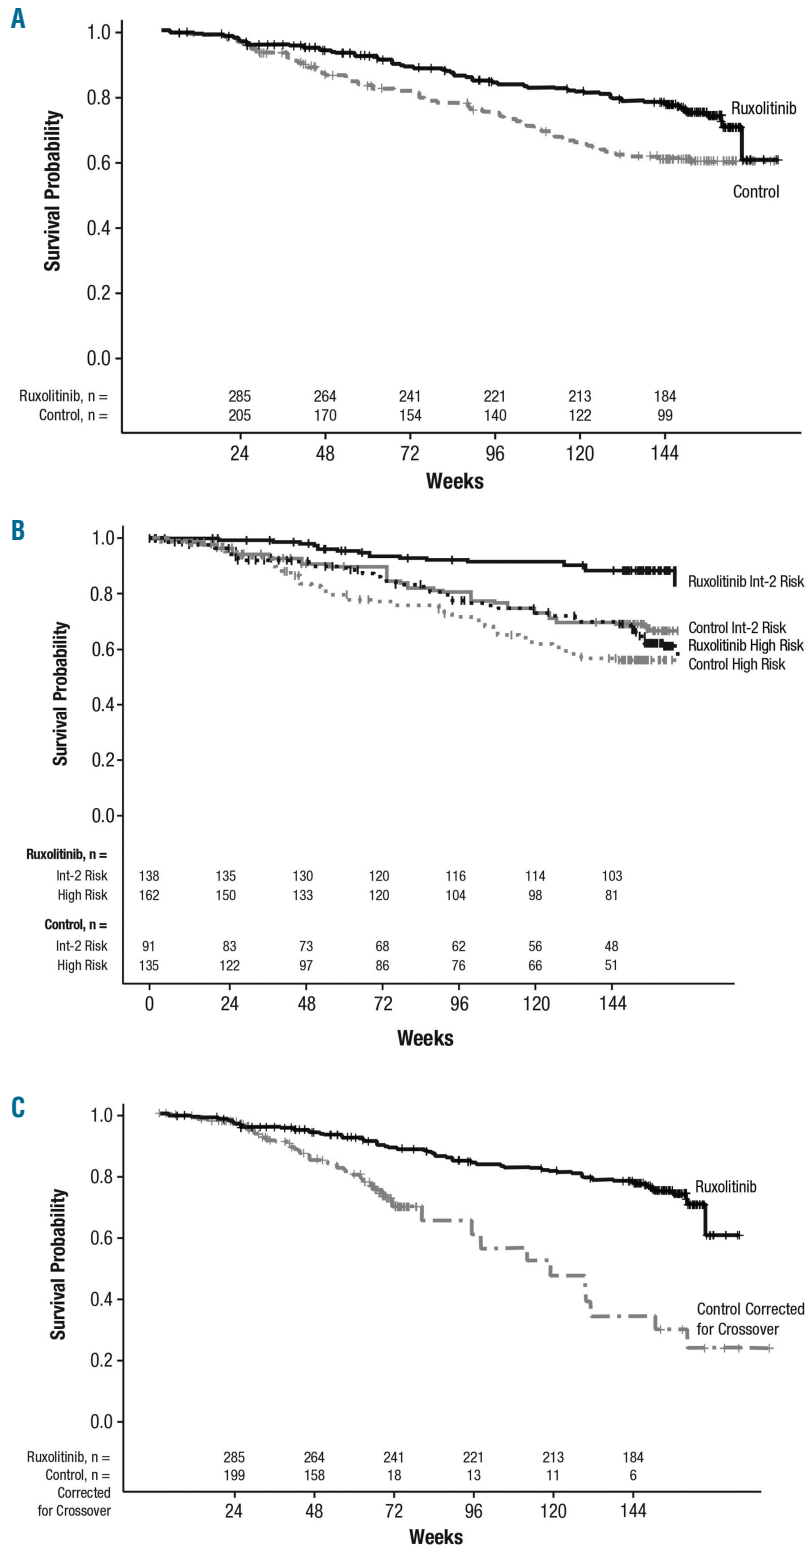 A
1.0
0.8
0.6
0.4
0.2
0.0
Survival Probability
Ruxolitinib
Control
Ruxolitinib, n = 285 264 241 221 213 184
Control, n = 205 170 154 140 122 99
24 48 72 96 120 144
Weeks
B
1.0
0.8
0.6
0.4
0.2
0.0
Survival Probability
Ruxolitinib Int-2 Risk
Control Int-2 Risk
Ruxolitinib High Risk
Control High Risk
Ruxolitinib, n =
Int-2 Risk 138 135 130 120 116 114 103
High Risk 162 150 133 120 104 98 81
Control, n =
Int-2 Risk 91 83 73 68 62 56 48
High Risk 135 122 97 86 76 66 51
0 24 48 72 96 120 144
Weeks
C
1.0
0.8
0.6
0.4
0.2
0.0
Survival Probability
Ruxolitinib
Control Corrected
for Crossover
Ruxolitinib, n = 285 264 241 221 213 184
Control, n = 199 158 18 13 11 6
Corrected
for Crossover
24 48 72 96 120 144
Weeks